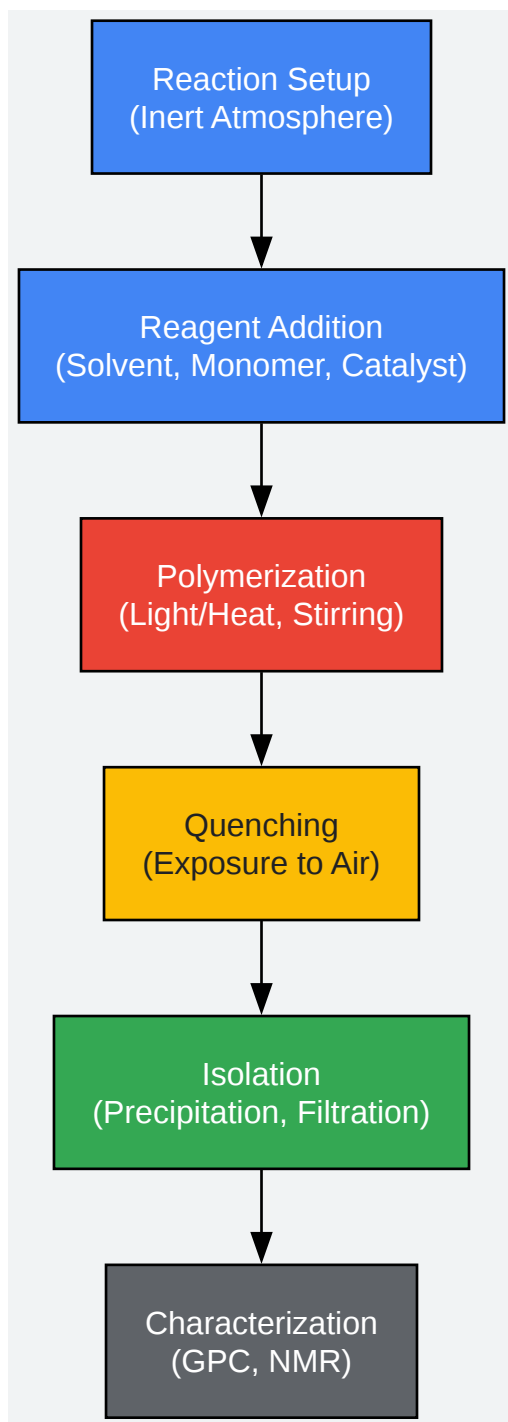 Reaction Setup
(Inert Atmosphere)
Reagent Addition
(Solvent, Monomer, Catalyst)
Polymerization
(Light/Heat, Stirring)
Quenching
(Exposure to Air)
Isolation
(Precipitation, Filtration)
Characterization
(GPC, NMR)